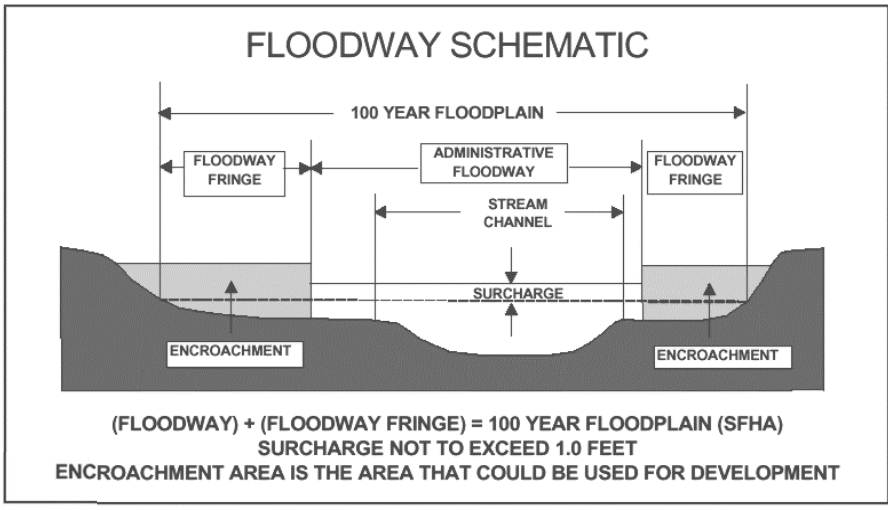 FLOODWAY SCHEMATIC
100 YEAR FLOODPLAIN
FLOODWAY
FRINGE
ADMINISTRATIVE
FLOODWAY
FLOODWAY
FRINGE
STREAM
CHANNEL
SURCHARGE
ENCROACHMENT
ENCROACHMENT
(FLOODWAY) + (FLOODWAY FRINGE) = 100 YEAR FLOODPLAIN (SFHA)
SURCHARGE NOT TO EXCEED 1.0 FEET
ENCROACHMENT AREA IS THE AREA THAT COULD BE USED FOR DEVELOPMENT